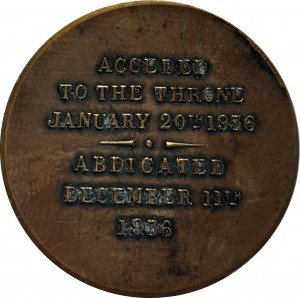 ACCEDED
TO THE THRONE
JANUARY 20TH 1936
ABDICATED
DECEMBER 11TH
1936